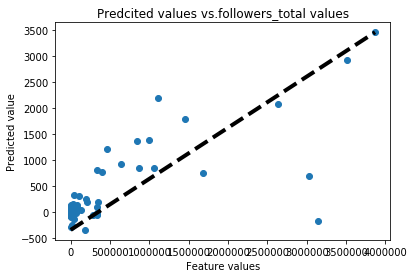 Predcited values vs.followers_total values
3500
3000
2500
2000
1500
1000
500
0
−500
Predicted value
0 500000 1000000 1500000 2000000 2500000 3000000 3500000 4000000
Feature values